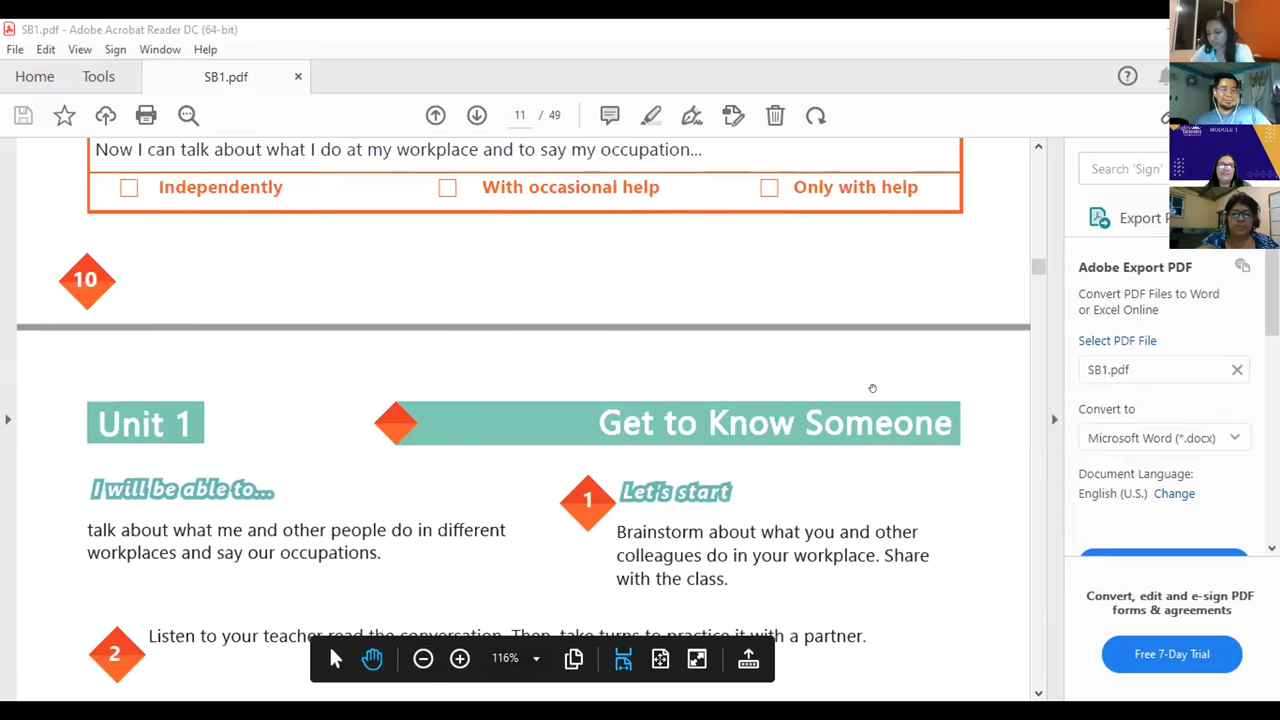 SB1.pdf - Adobe Acrobat Reader DC (64-bit)
File Edit View Sign Window Help
Home Tools SB1.pdf
11 / 49
Now I can talk about what I do at my workplace and to say my occupation...
Independently With occasional help Only with help
10
Unit 1 Get to Know Someone
I will be able to...
talk about what me and other people do in different
workplaces and say our occupations.
1 Let's start
Brainstorm about what you and other
colleagues do in your workplace. Share
with the class.
2 Listen to your teacher read the conversation. Then, take turns to practice it with a partner.
116%
Search 'Sign'
Export P
Adobe Export PDF
Convert PDF Files to Word
or Excel Online
Select PDF File
SB1.pdf
Convert to
Microsoft Word (*.docx)
Document Language:
English (U.S.) Change
Convert, edit and e-sign PDF
forms & agreements
Free 7-Day Trial
MODULE 1